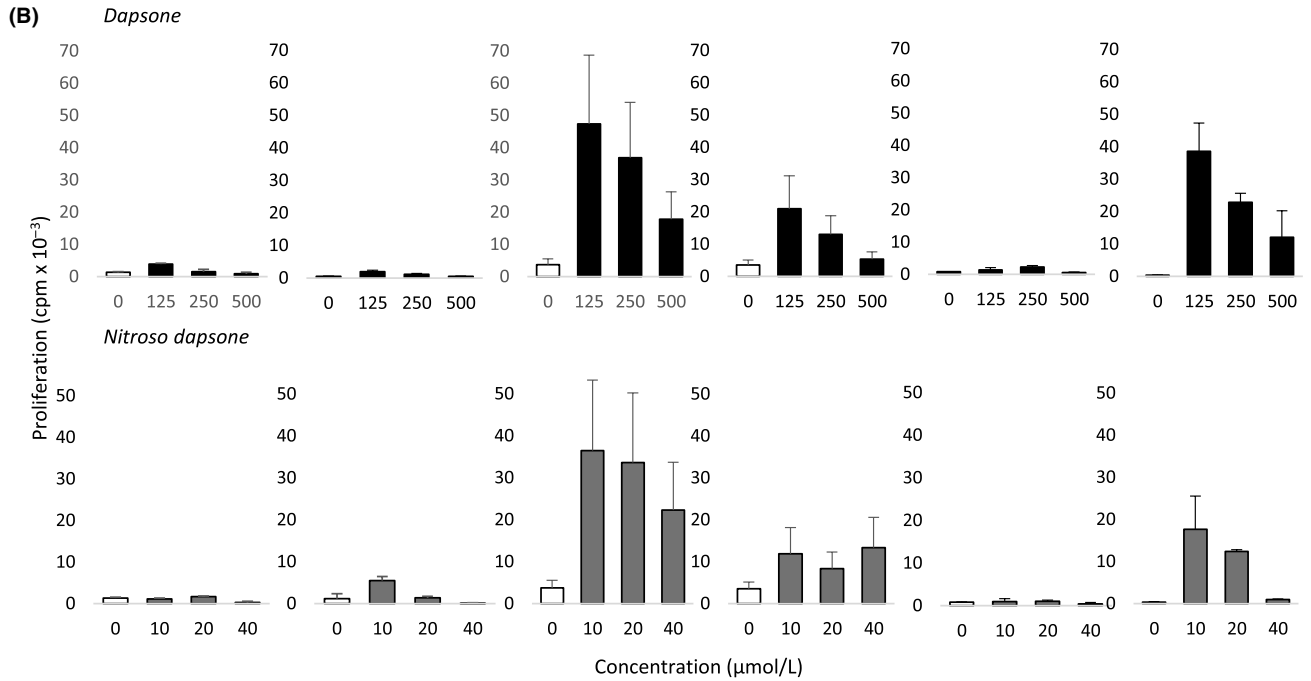 (B)
Dapsone
Proliferation (cpm x 10⁻³)
70 70 70 70 70 70
60 60 60 60 60 60
50 50 50 50 50 50
40 40 40 40 40 40
30 30 30 30 30 30
20 20 20 20 20 20
10 10 10 10 10 10
0 0 0 0 0 0
0 125 250 500 0 125 250 500 0 125 250 500 0 125 250 500 0 125 250 500 0 125 250 500
Nitroso dapsone
50 50 50 50 50 50
40 40 40 40 40 40
30 30 30 30 30 30
20 20 20 20 20 20
10 10 10 10 10 10
0 0 0 0 0 0
0 10 20 40 0 10 20 40 0 10 20 40 0 10 20 40 0 10 20 40 0 10 20 40
Concentration (μmol/L)